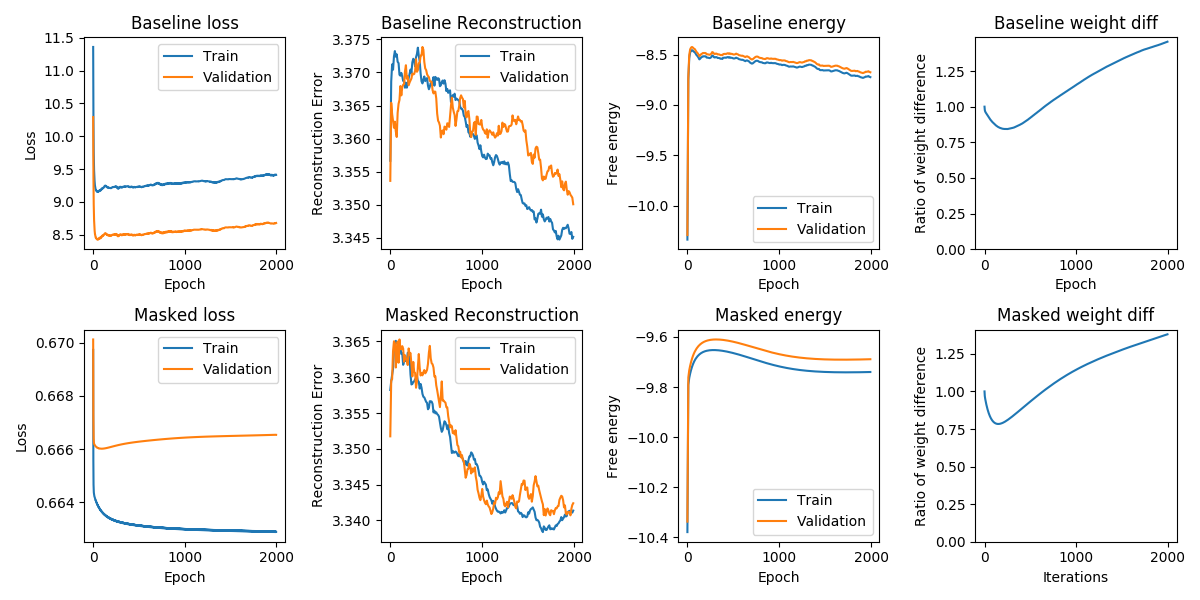 Baseline loss
11.5
11.0
10.5
10.0
9.5
9.0
8.5
Loss
Train
Validation
0 1000 2000
Epoch
Baseline Reconstruction
3.375
3.370
3.365
3.360
3.355
3.350
3.345
Reconstruction Error
Train
Validation
0 1000 2000
Epoch
Baseline energy
−8.5
−9.0
−9.5
−10.0
Free energy
Train
Validation
0 1000 2000
Epoch
Baseline weight diff
1.25
1.00
0.75
0.50
0.25
0.00
Ratio of weight difference
0 1000 2000
Epoch
Masked loss
0.670
0.668
0.666
0.664
Loss
Train
Validation
0 1000 2000
Epoch
Masked Reconstruction
3.365
3.360
3.355
3.350
3.345
3.340
Reconstruction Error
Train
Validation
0 1000 2000
Epoch
Masked energy
−9.6
−9.8
−10.0
−10.2
−10.4
Free energy
Train
Validation
0 1000 2000
Epoch
Masked weight diff
1.25
1.00
0.75
0.50
0.25
0.00
Ratio of weight difference
0 1000 2000
Iterations